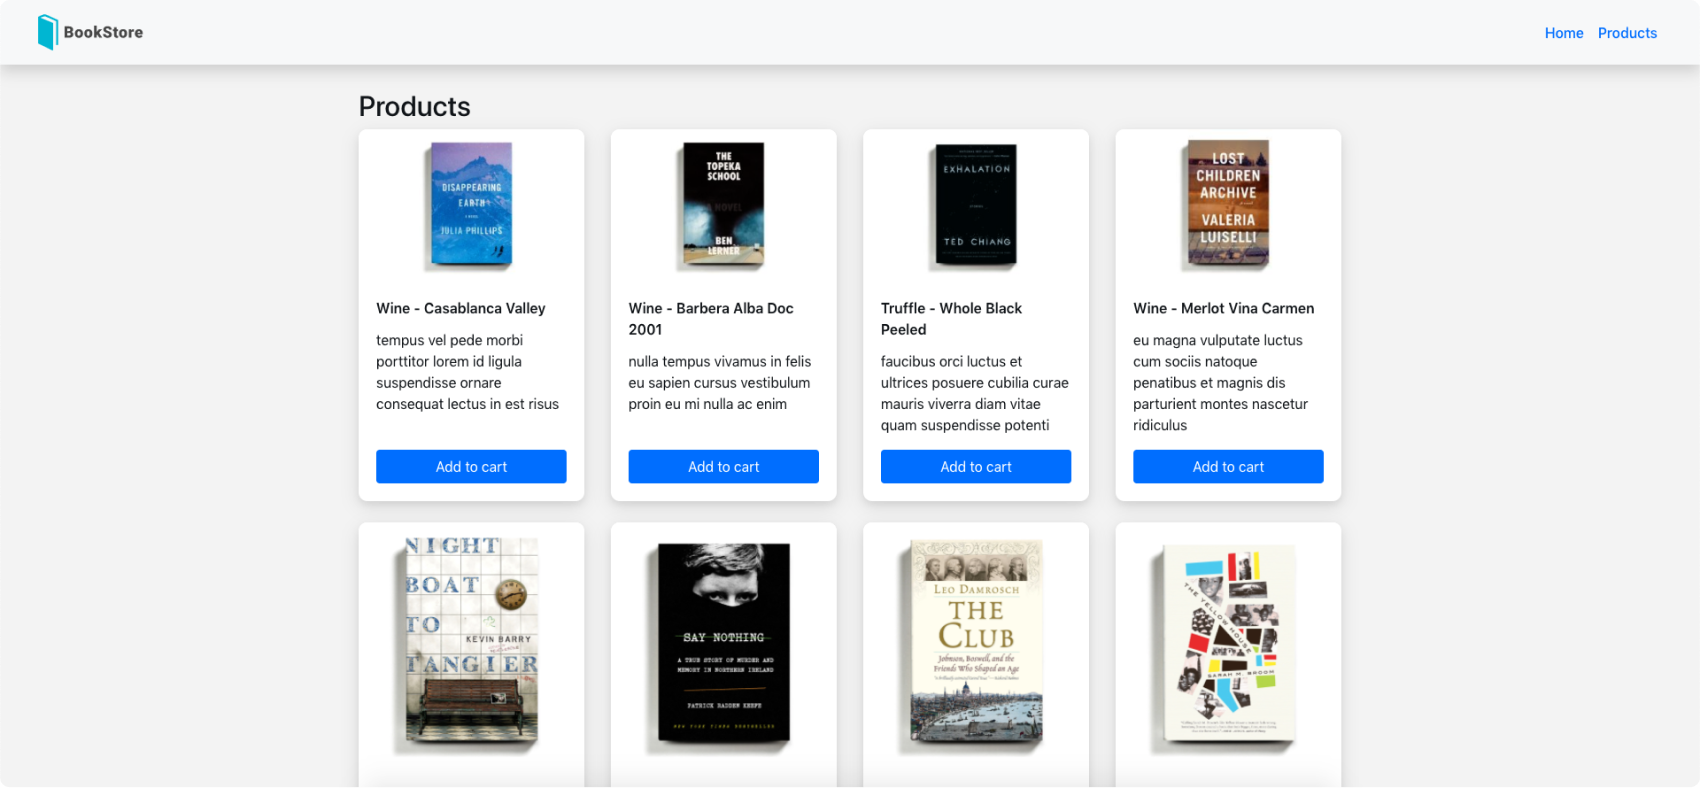 BookStore
Home Products
Products
DISAPPEARING
EARTH
JULIA PHILLIPS
THE
TOPEKA
SCHOOL
A NOVEL
BEN
LERNER
EXHALATION
TED CHIANG
LOST
CHILDREN
ARCHIVE
VALERIA
LUISELLI
Wine - Casablanca Valley
tempus vel pede morbi
porttitor lorem id ligula
suspendisse ornare
consequat lectus in est risus
Add to cart
Wine - Barbera Alba Doc
2001
nulla tempus vivamus in felis
eu sapien cursus vestibulum
proin eu mi nulla ac enim
Add to cart
Truffle - Whole Black
Peeled
faucibus orci luctus et
ultrices posuere cubilia curae
mauris viverra diam vitae
quam suspendisse potenti
Add to cart
Wine - Merlot Vina Carmen
eu magna vulputate luctus
cum sociis natoque
penatibus et magnis dis
parturient montes nascetur
ridiculus
Add to cart
NIGHT
BOAT
TO
KEVIN BARRY
TANGIER
SAY NOTHING
A TRUE STORY OF MURDER AND
MEMORY IN NORTHERN IRELAND
PATRICK RADDEN KEEFE
NEW YORK TIMES BESTSELLER
LEO DAMROSCH
THE
CLUB
Johnson, Boswell, and the
Friends Who Shaped an Age
THE YELLOW HOUSE
SARAH M. BROOM